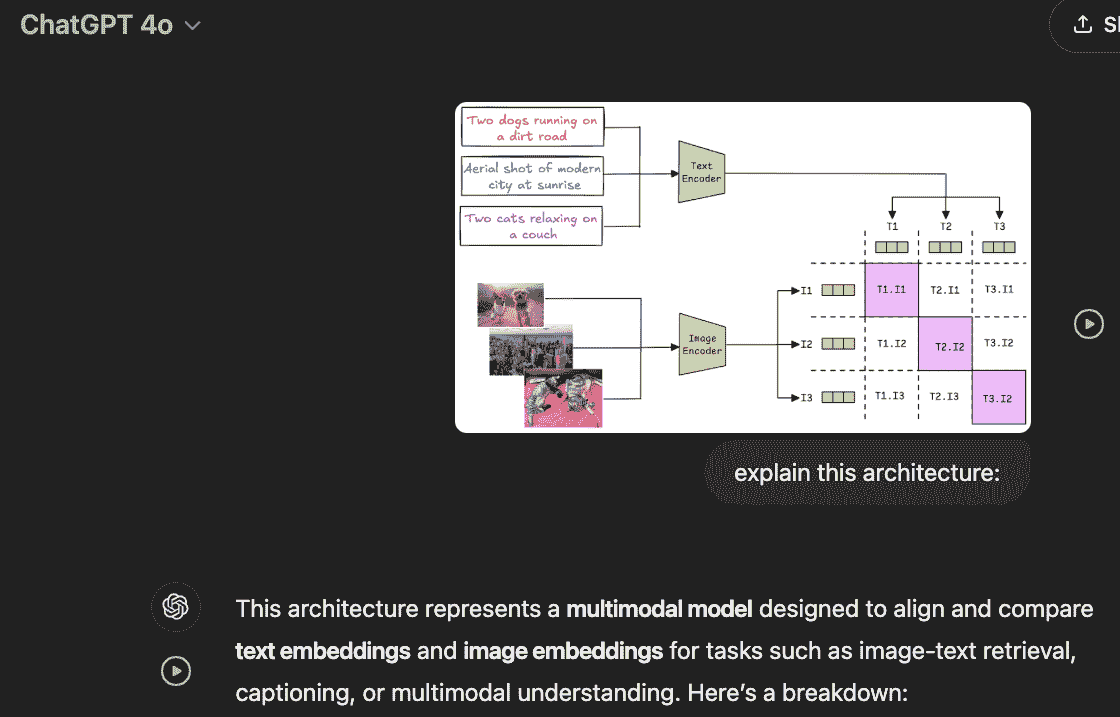 ChatGPT 4o
Two dogs running on
a dirt road
Aerial shot of modern
city at sunrise
Two cats relaxing on
a couch
Text
Encoder
T1 T2 T3
Image
Encoder
I1 T1.I1 T2.I1 T3.I1
I2 T1.I2 T2.I2 T3.I2
I3 T1.I3 T2.I3 T3.I2
explain this architecture:
This architecture represents a multimodal model designed to align and compare
text embeddings and image embeddings for tasks such as image-text retrieval,
captioning, or multimodal understanding. Here's a breakdown: